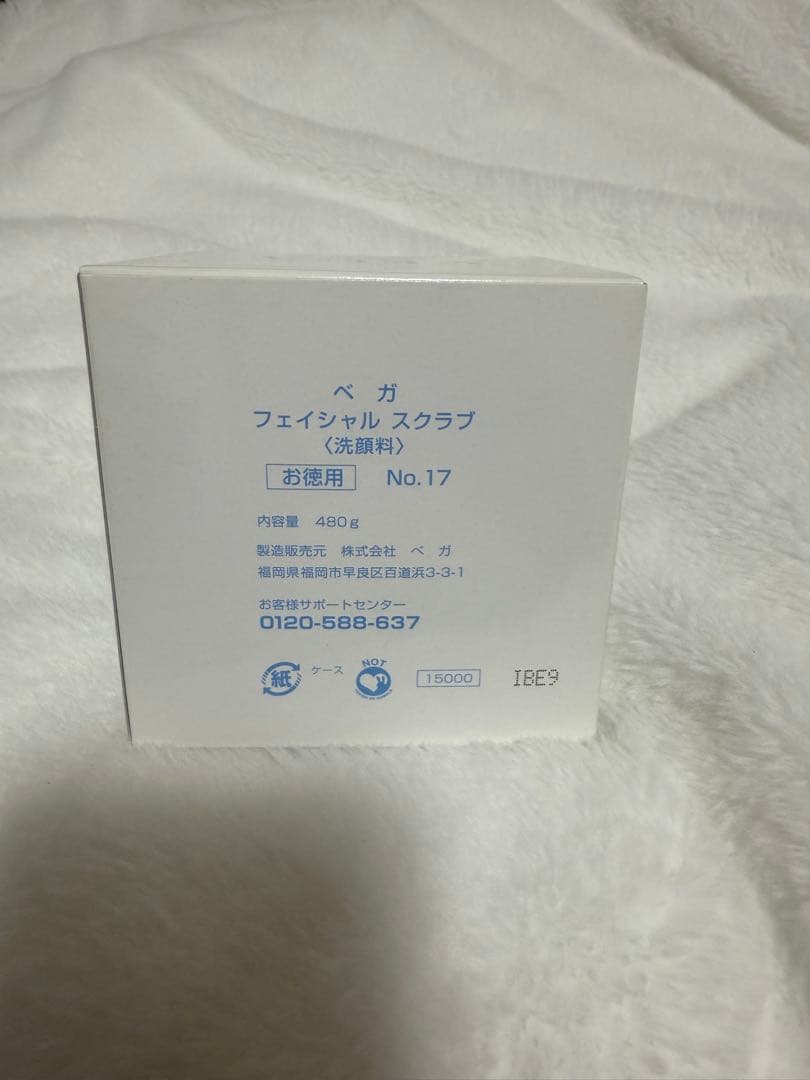 ベ　ガ
フェイシャル スクラブ
〈洗顔料〉
お徳用　No.17
内容量　480g
製造販売元　株式会社　ベ　ガ
福岡県福岡市早良区百道浜3-3-1
お客様サポートセンター
0120-588-637
紙 ケース NOT 15000 IBE9